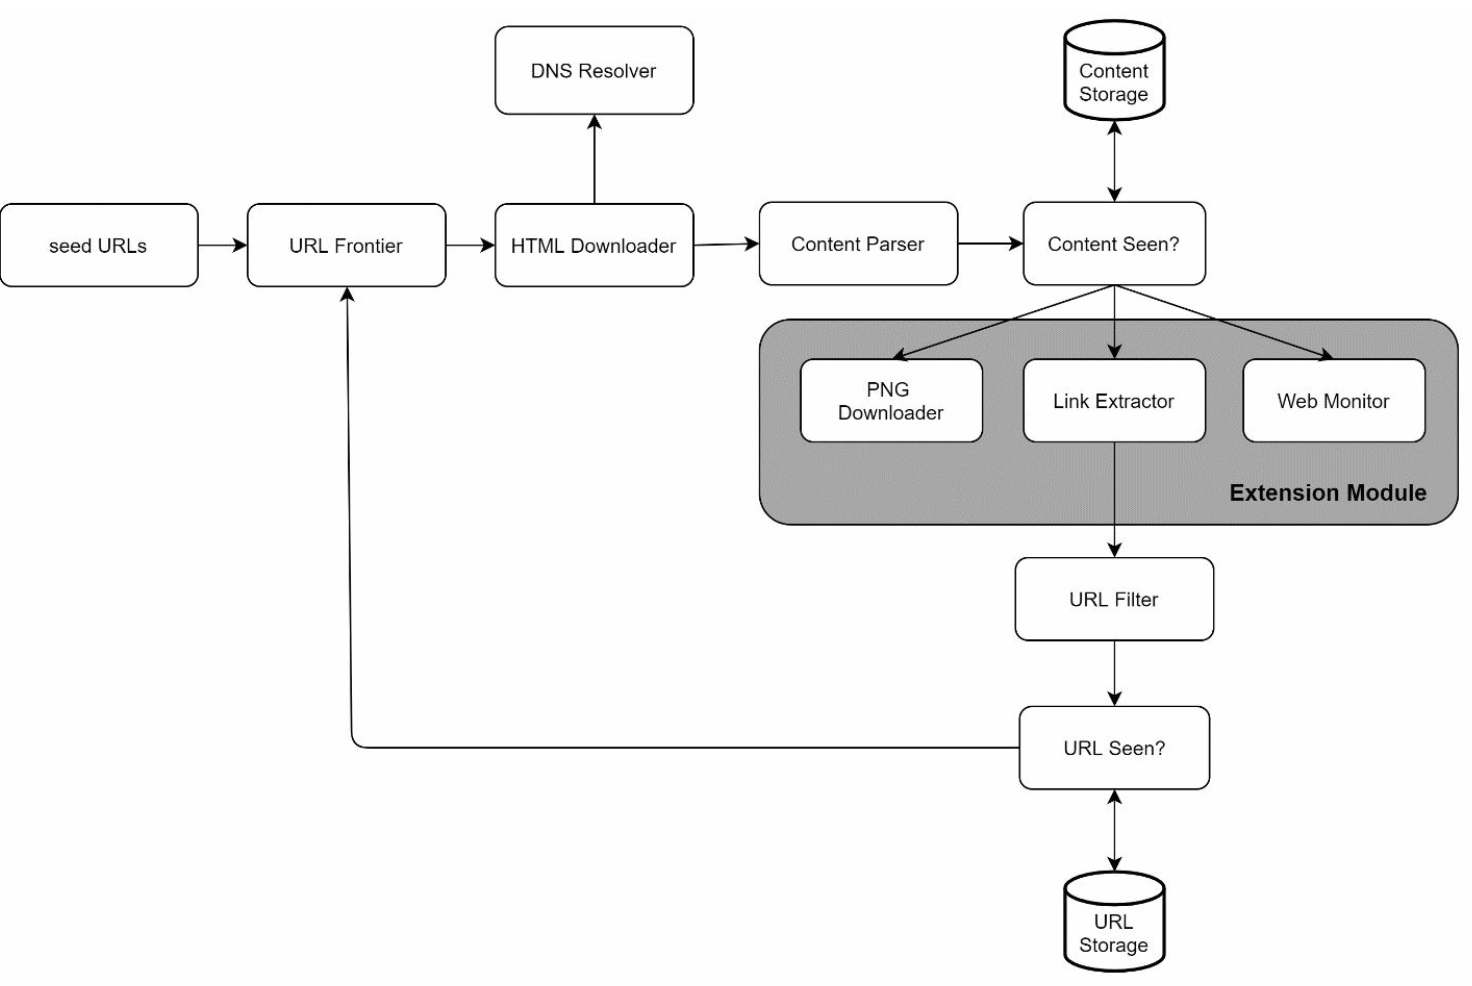 DNS Resolver
Content
Storage
seed URLs
URL Frontier
HTML Downloader
Content Parser
Content Seen?
PNG
Downloader
Link Extractor
Web Monitor
Extension Module
URL Filter
URL Seen?
URL
Storage